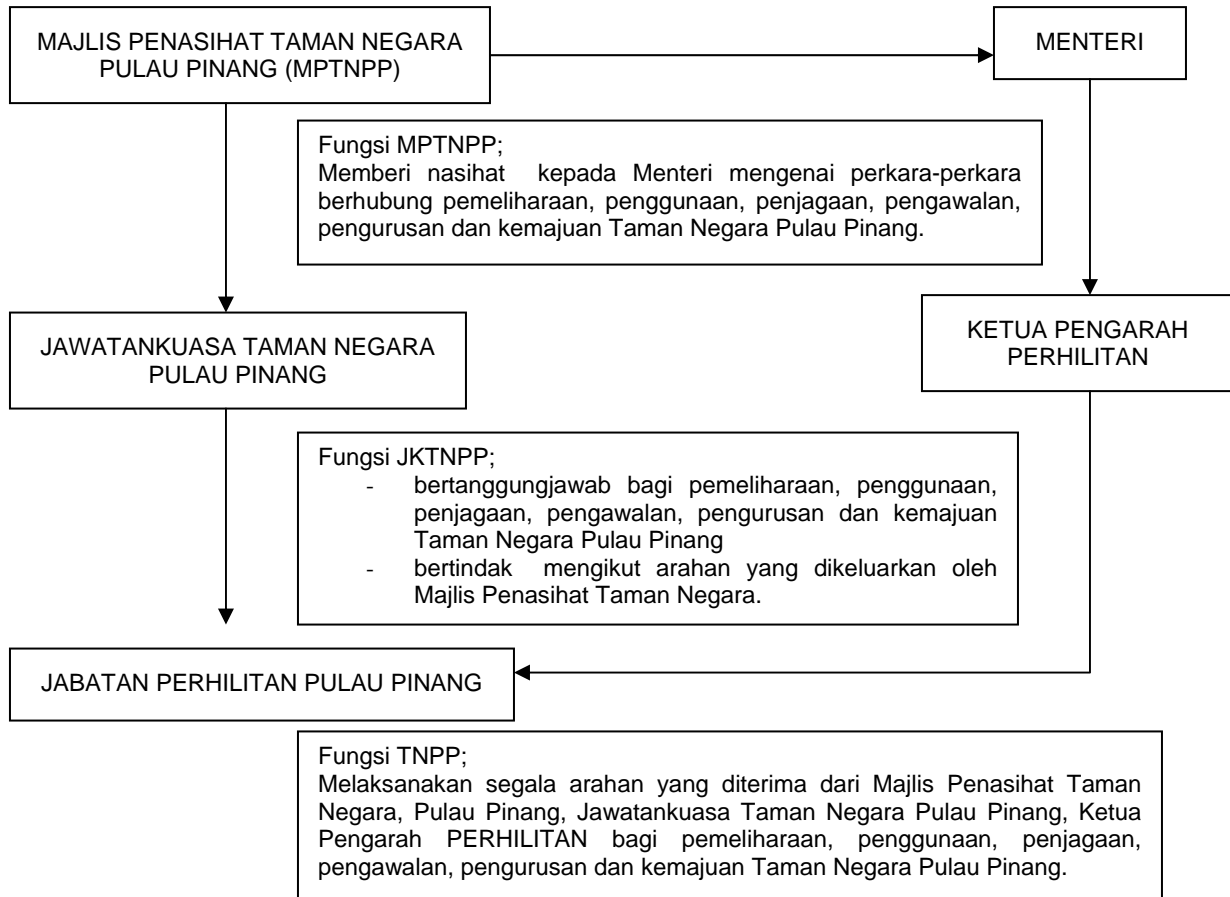 MAJLIS PENASIHAT TAMAN NEGARA
PULAU PINANG (MPTNPP)
MENTERI
Fungsi MPTNPP;
Memberi nasihat kepada Menteri mengenai perkara-perkara
berhubung pemeliharaan, penggunaan, penjagaan, pengawalan,
pengurusan dan kemajuan Taman Negara Pulau Pinang.
JAWATANKUASA TAMAN NEGARA
PULAU PINANG
KETUA PENGARAH
PERHILITAN
Fungsi JKTNPP;
- bertanggungjawab bagi pemeliharaan, penggunaan,
penjagaan, pengawalan, pengurusan dan kemajuan
Taman Negara Pulau Pinang
- bertindak mengikut arahan yang dikeluarkan oleh
Majlis Penasihat Taman Negara.
JABATAN PERHILITAN PULAU PINANG
Fungsi TNPP;
Melaksanakan segala arahan yang diterima dari Majlis Penasihat Taman
Negara, Pulau Pinang, Jawatankuasa Taman Negara Pulau Pinang, Ketua
Pengarah PERHILITAN bagi pemeliharaan, penggunaan, penjagaan,
pengawalan, pengurusan dan kemajuan Taman Negara Pulau Pinang.